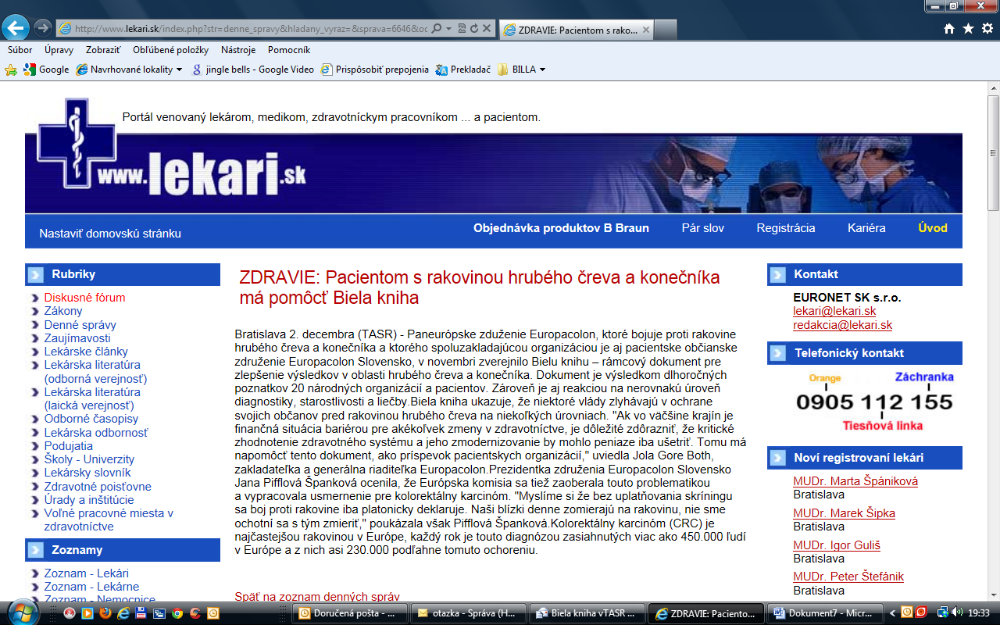 http://www.lekari.sk/index.php?str=denne_spravy&hladany_vyraz=&sprava=6646&oc
ZDRAVIE: Pacientom s rako...
Súbor Úpravy Zobraziť Obľúbené položky Nástroje Pomocník
Google Navrhované lokality jingle bells - Google Video Prispôsobiť prepojenia Prekladač BILLA
Portál venovaný lekárom, medikom, zdravotníckym pracovníkom ... a pacientom.
www.lekari.sk
Nastaviť domovskú stránku
Objednávka produktov B Braun Pár slov Registrácia Kariéra Úvod
Rubriky
Diskusné fórum
Zákony
Denné správy
Zaujímavosti
Lekárske články
Lekárska literatúra
(odborná verejnosť)
Lekárska literatúra
(laická verejnosť)
Odborné časopisy
Lekárska odbornosť
Podujatia
Školy - Univerzity
Lekársky slovník
Zdravotné poisťovne
Úrady a inštitúcie
Voľné pracovné miesta v
zdravotníctve
Zoznamy
Zoznam - Lekári
Zoznam - Lekárne
Zoznam - Nemocnice
ZDRAVIE: Pacientom s rakovinou hrubého čreva a konečníka
má pomôcť Biela kniha
Bratislava 2. decembra (TASR) - Paneurópske zduženie Europacolon, ktoré bojuje proti rakovine
hrubého čreva a konečníka a ktorého spoluzakladajúcou organizáciou je aj pacientske občianske
združenie Europacolon Slovensko, v novembri zverejnilo Bielu knihu – rámcový dokument pre
zlepšenie výsledkov v oblasti hrubého čreva a konečníka. Dokument je výsledkom dlhoročných
poznatkov 20 národných organizácií a pacientov. Zároveň je aj reakciou na nerovnakú úroveň
diagnostiky, starostlivosti a liečby.Biela kniha ukazuje, že niektoré vlády zlyhávajú v ochrane
svojich občanov pred rakovinou hrubého čreva na niekoľkých úrovniach. "Ak vo väčšine krajín je
finančná situácia bariérou pre akékoľvek zmeny v zdravotníctve, je dôležité zdôrazniť, že kritické
zhodnotenie zdravotného systému a jeho zmodernizovanie by mohlo peniaze iba ušetriť. Tomu má
napomôcť tento dokument, ako príspevok pacientskych organizácií," uviedla Jola Gore Both,
zakladateľka a generálna riaditeľka Europacolon.Prezidentka združenia Europacolon Slovensko
Jana Pifflová Španková ocenila, že Európska komisia sa tiež zaoberala touto problematikou
a vypracovala usmernenie pre kolorektálny karcinóm. "Myslíme si že bez uplatňovania skríningu
sa boj proti rakovine iba platonicky deklaruje. Naši blízki denne zomierajú na rakovinu, nie sme
ochotní sa s tým zmieriť," poukázala však Pifflová Španková.Kolorektálny karcinóm (CRC) je
najčastejšou rakovinou v Európe, každý rok je touto diagnózou zasiahnutých viac ako 450.000 ľudí
v Európe a z nich asi 230.000 podľahne tomuto ochoreniu.
Späť na zoznam denných správ
Kontakt
EURONET SK s.r.o.
lekari@lekari.sk
redakcia@lekari.sk
Telefonický kontakt
Orange Záchranka
0905 112 155
Tiesňová linka
Noví registrovaní lekári
MUDr. Marta Špániková
Bratislava
MUDr. Marek Šipka
Bratislava
MUDr. Igor Guliš
Bratislava
MUDr. Peter Štefánik
Bratislava
Doručená pošta - ... otazka - Správa (H... Biela kniha vTASR ... ZDRAVIE: Paciento... Dokument7 - Micr... 19:33